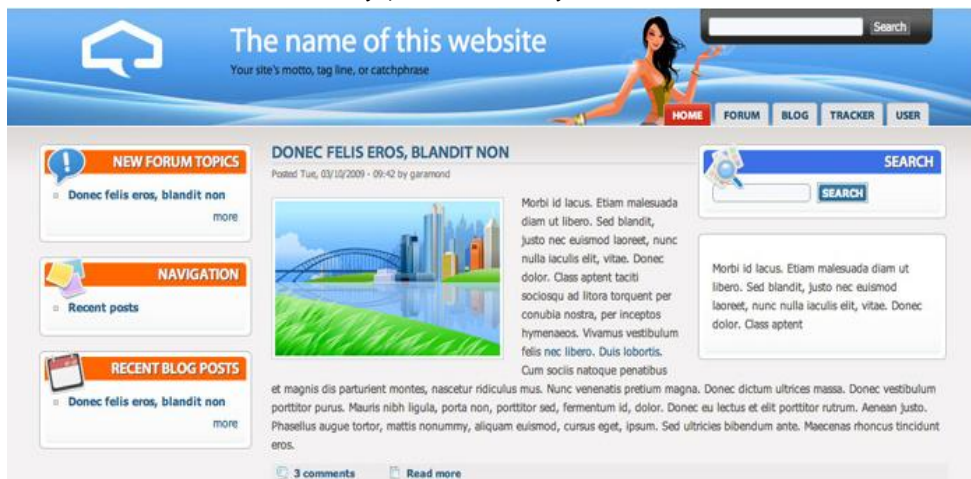 The name of this website
Your site's motto, tag line, or catchphrase
Search
HOME
FORUM
BLOG
TRACKER
USER
NEW FORUM TOPICS
Donec felis eros, blandit non
more
NAVIGATION
Recent posts
RECENT BLOG POSTS
Donec felis eros, blandit non
more
DONEC FELIS EROS, BLANDIT NON
Posted Tue, 03/10/2009 - 09:42 by garamond
Morbi id lacus. Etiam malesuada
diam ut libero. Sed blandit,
justo nec euismod laoreet, nunc
nulla iaculis elit, vitae. Donec
dolor. Class aptent taciti
sociosqu ad litora torquent per
conubia nostra, per inceptos
hymenaeos. Vivamus vestibulum
felis nec libero. Duis lobortis.
Cum sociis natoque penatibus
et magnis dis parturient montes, nascetur ridiculus mus. Nunc venenatis pretium magna. Donec dictum ultrices massa. Donec vestibulum
porttitor purus. Mauris nibh ligula, porta non, porttitor sed, fermentum id, dolor. Donec eu lectus et elit porttitor rutrum. Aenean justo.
Phasellus augue tortor, mattis nonummy, aliquam euismod, cursus eget, ipsum. Sed ultricies bibendum ante. Maecenas rhoncus tincidunt
eros.
3 comments
Read more
SEARCH
SEARCH
Morbi id lacus. Etiam malesuada diam ut
libero. Sed blandit, justo nec euismod
laoreet, nunc nulla iaculis elit, vitae. Donec
dolor. Class aptent